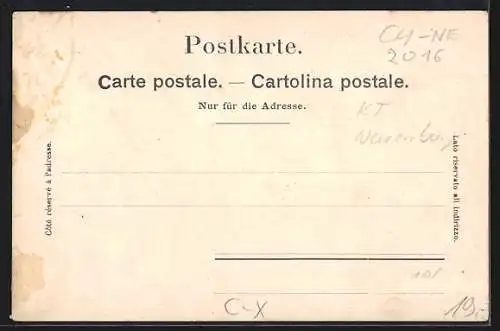 Postkarte.
CH-NE
2016
Carte postale. — Cartolina postale.
Nur für die Adresse.
KT
Neuenburg
Côté réservé à l'adresse.
Lato riservato all indirizzo.
C-X